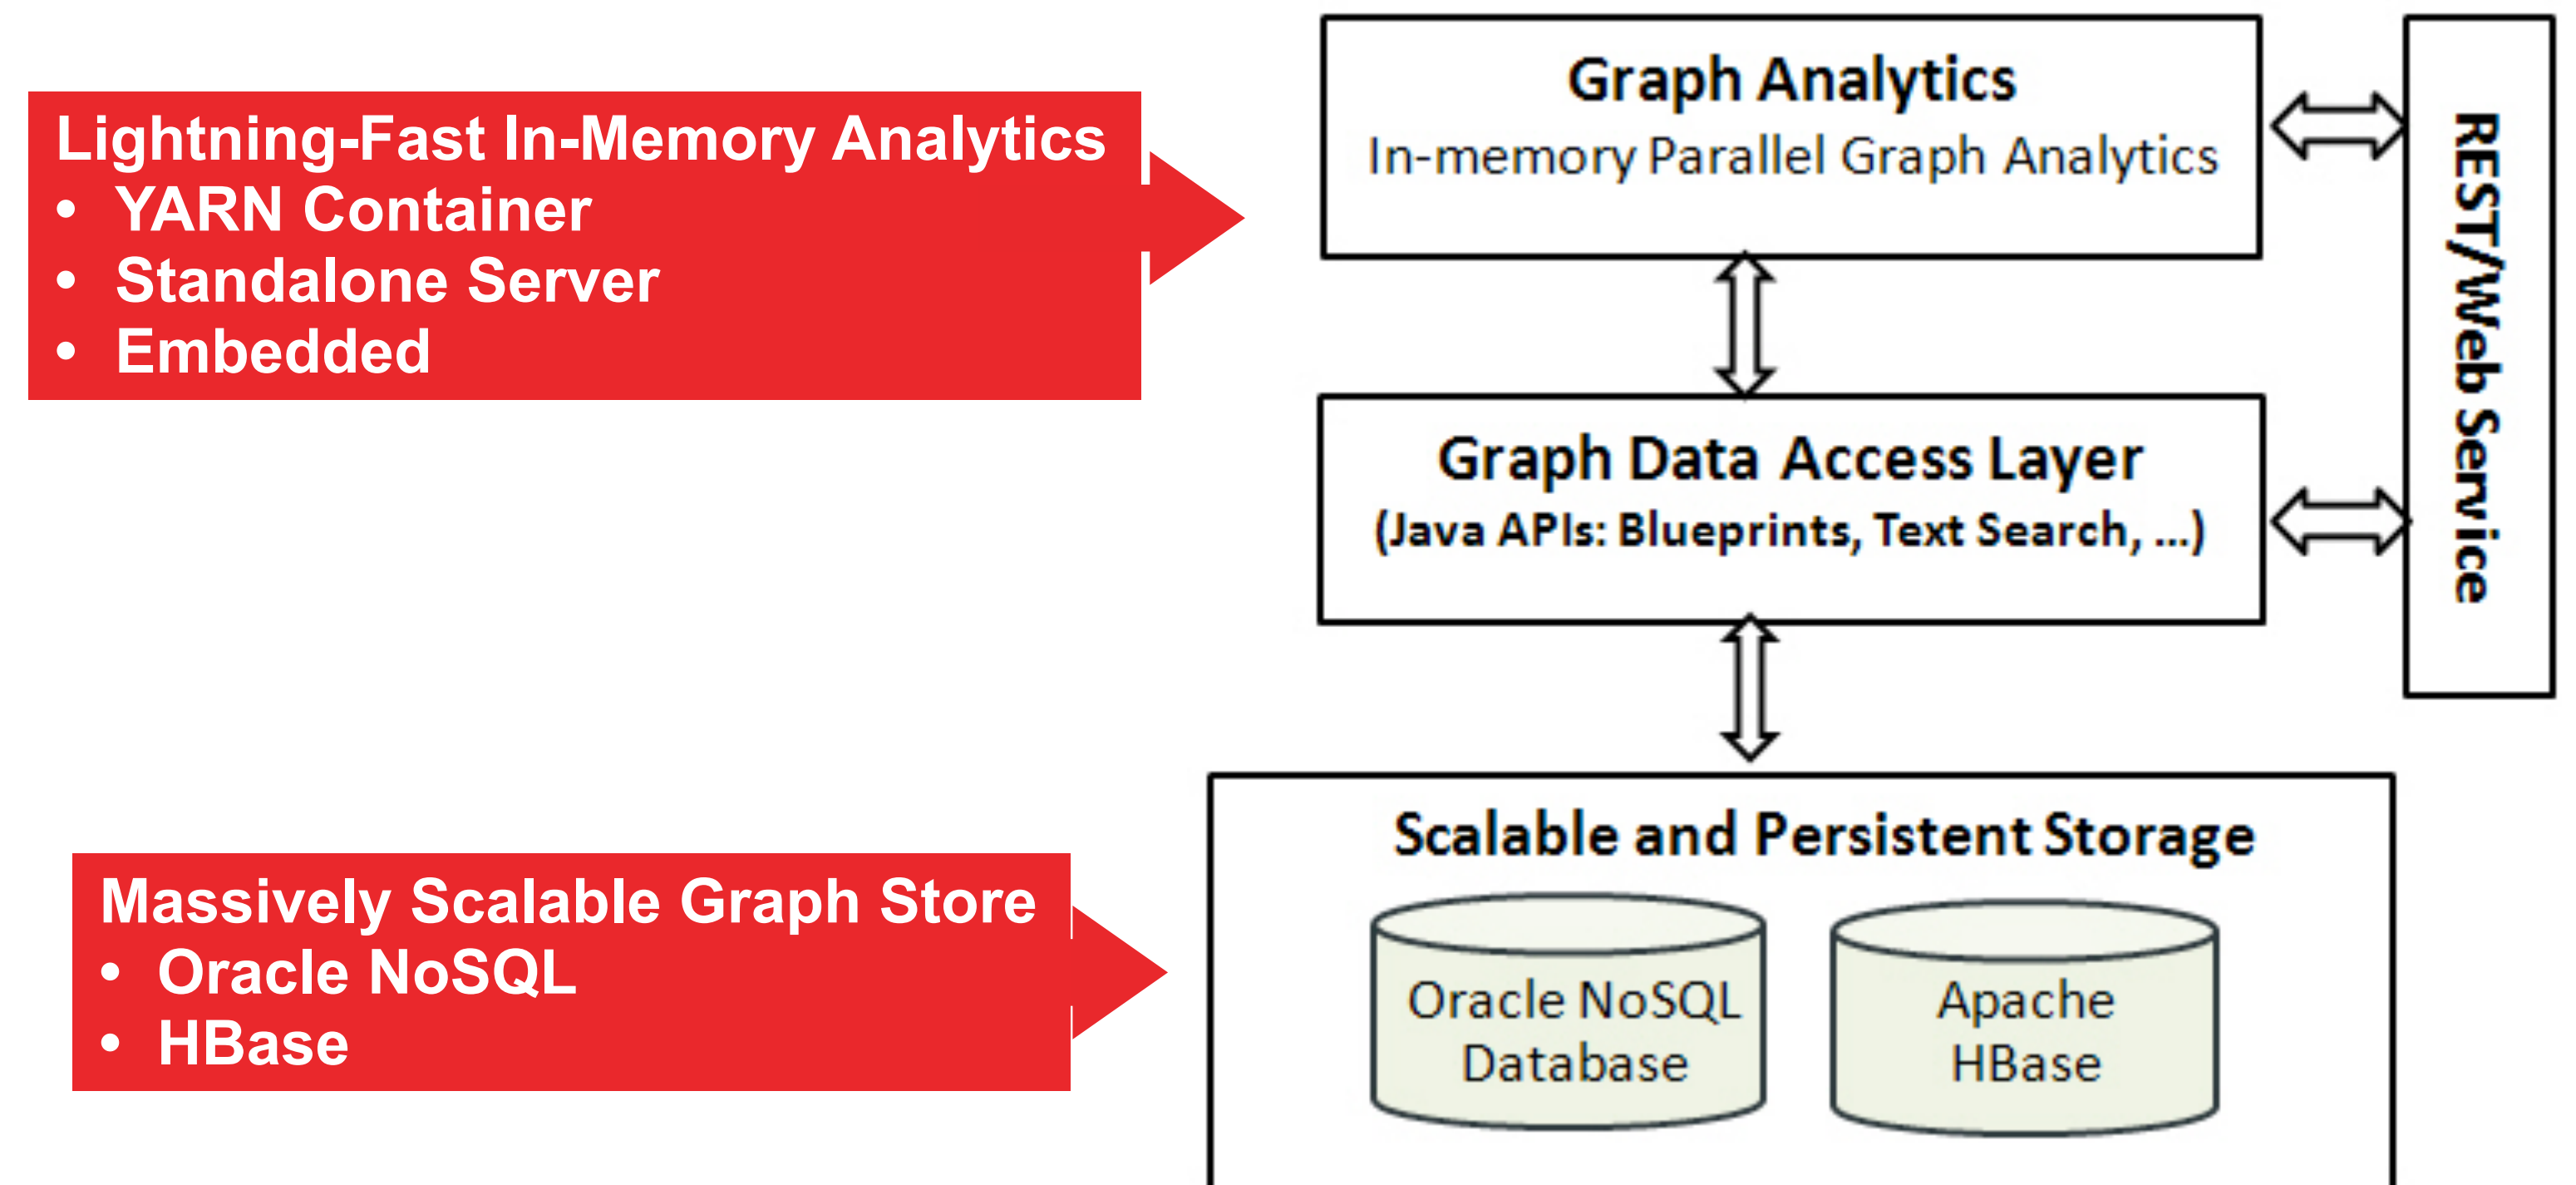 Lightning-Fast In-Memory Analytics
• YARN Container
• Standalone Server
• Embedded
Graph Analytics
In-memory Parallel Graph Analytics
REST/Web Service
Graph Data Access Layer
(Java APIs: Blueprints, Text Search, ...)
Massively Scalable Graph Store
• Oracle NoSQL
• HBase
Scalable and Persistent Storage
Oracle NoSQL
Database
Apache
HBase